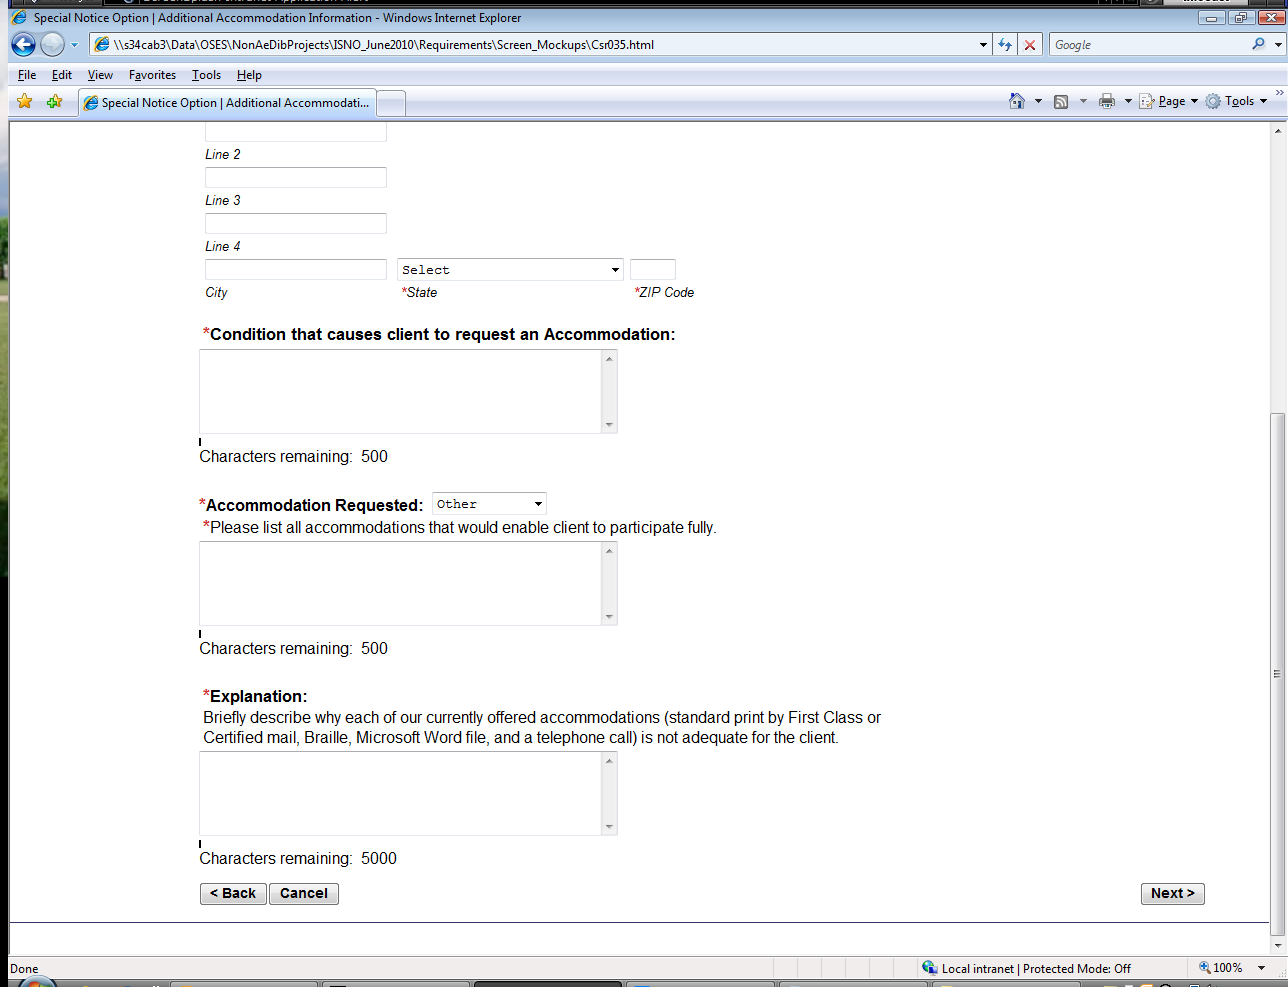 Special Notice Option | Additional Accommodation Information - Windows Internet Explorer
\\s34cab3\Data\OSES\NonAeDibProjects\ISNO_June2010\Requirements\Screen_Mockups\Csr035.html
Google
File Edit View Favorites Tools Help
Special Notice Option | Additional Accommodati...
Page Tools
Line 2
Line 3
Line 4
Select
City *State *ZIP Code
*Condition that causes client to request an Accommodation:
Characters remaining: 500
*Accommodation Requested: Other
*Please list all accommodations that would enable client to participate fully.
Characters remaining: 500
*Explanation:
Briefly describe why each of our currently offered accommodations (standard print by First Class or
Certified mail, Braille, Microsoft Word file, and a telephone call) is not adequate for the client.
Characters remaining: 5000
< Back Cancel Next >
Done Local intranet | Protected Mode: Off 100%